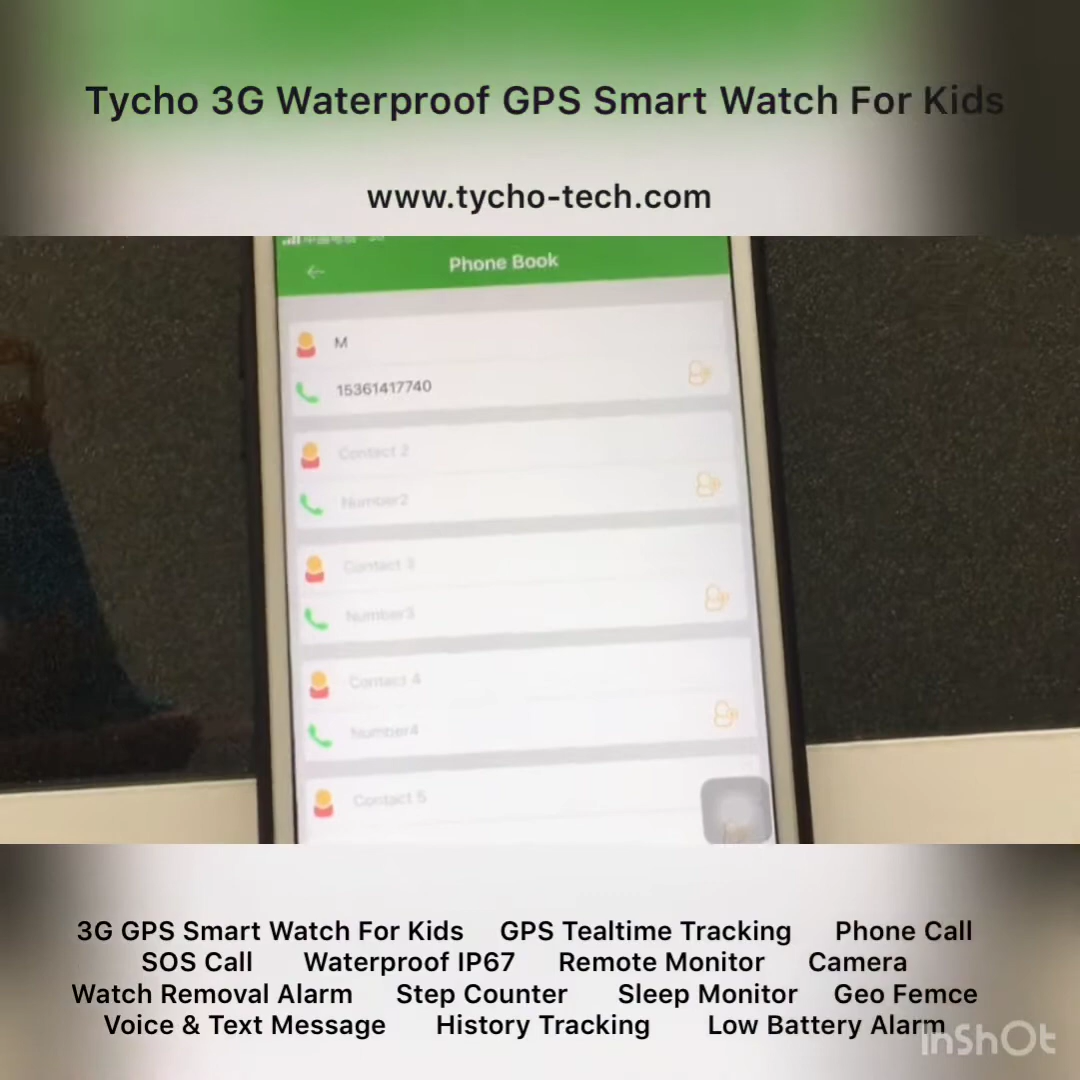 Tycho 3G Waterproof GPS Smart Watch For Kids
www.tycho-tech.com
Phone Book
M
15361417740
Contact 2
Number2
Contact 3
Number3
Contact 4
Number4
Contact 5
3G GPS Smart Watch For Kids GPS Tealtime Tracking Phone Call
SOS Call Waterproof IP67 Remote Monitor Camera
Watch Removal Alarm Step Counter Sleep Monitor Geo Femce
Voice & Text Message History Tracking Low Battery Alarm
InShOt